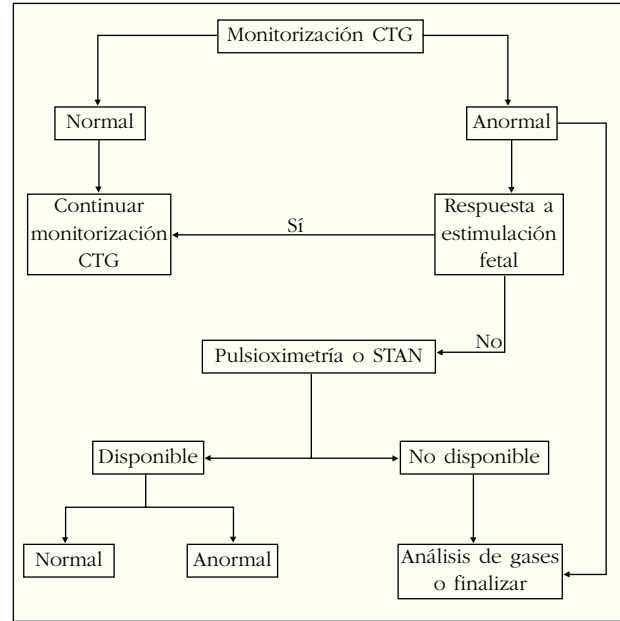 Monitorización CTG
Normal
Anormal
Continuar
monitorización
CTG
Sí
Respuesta a
estimulación
fetal
No
Pulsioximetría o STAN
Disponible
No disponible
Normal
Anormal
Análisis de gases
o finalizar